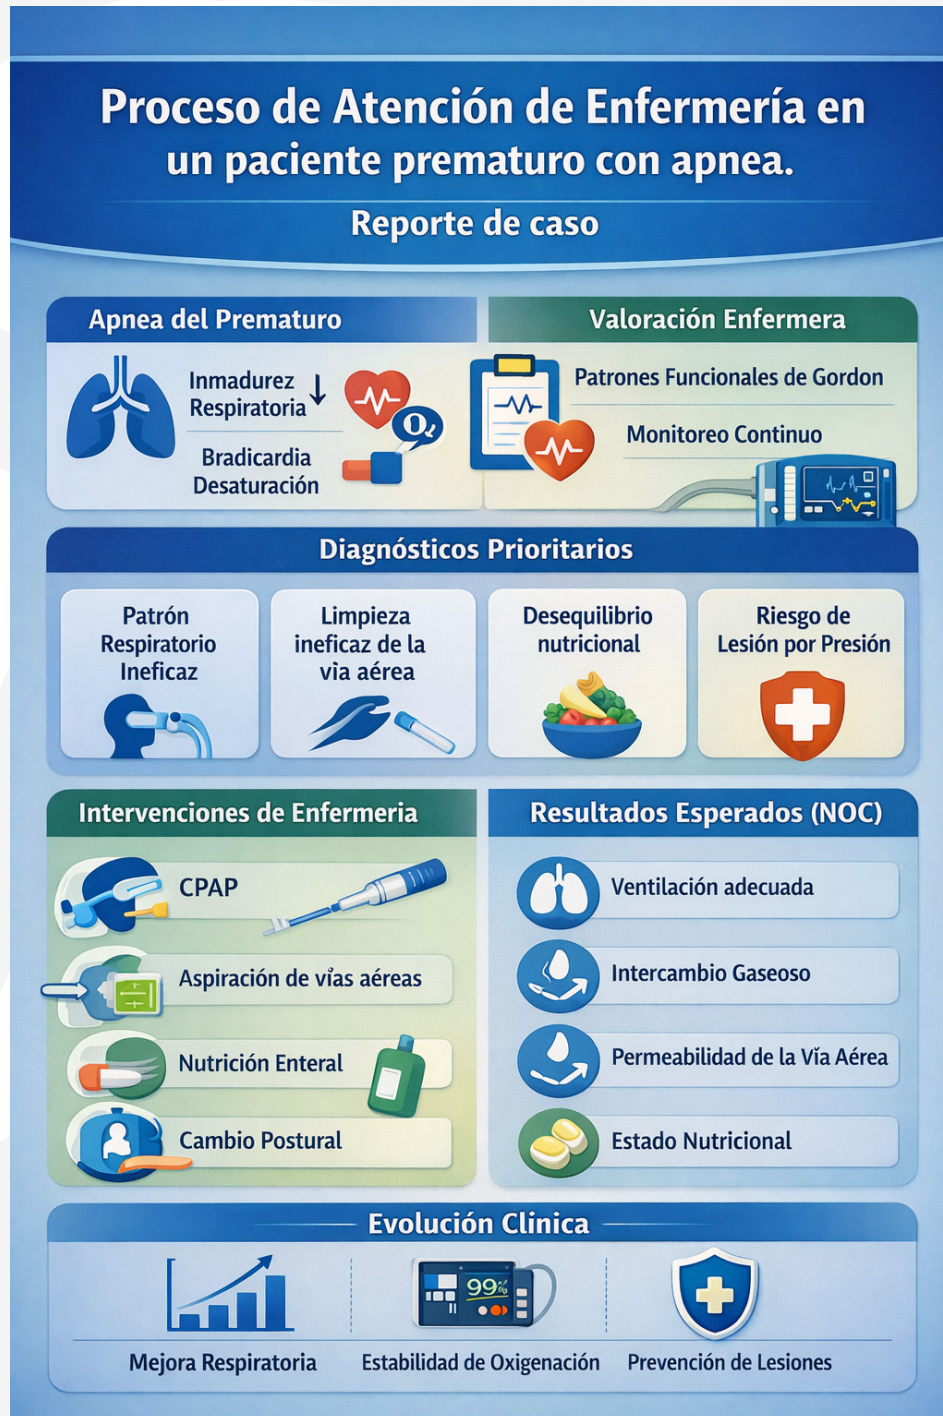 Proceso de Atención de Enfermería en
un paciente prematuro con apnea.
Reporte de caso
Apnea del Prematuro
Inmadurez
Respiratoria
Bradicardia
Desaturación
Valoración Enfermera
Patrones Funcionales de Gordon
Monitoreo Continuo
Diagnósticos Prioritarios
Patrón
Respiratorio
Ineficaz
Limpieza
ineficaz de la
vìa aérea
Desequilibrio
nutricional
Riesgo de
Lesión por Presión
Intervenciones de Enfermeria
CPAP
Aspiración de vías aéreas
Nutrición Enteral
Cambio Postural
Resultados Esperados (NOC)
Ventilación adecuada
Intercambio Gaseoso
Permeabilidad de la Vía Aérea
Estado Nutricional
Evolución Clinica
99%
Mejora Respiratoria
Estabilidad de Oxigenación
Prevención de Lesiones